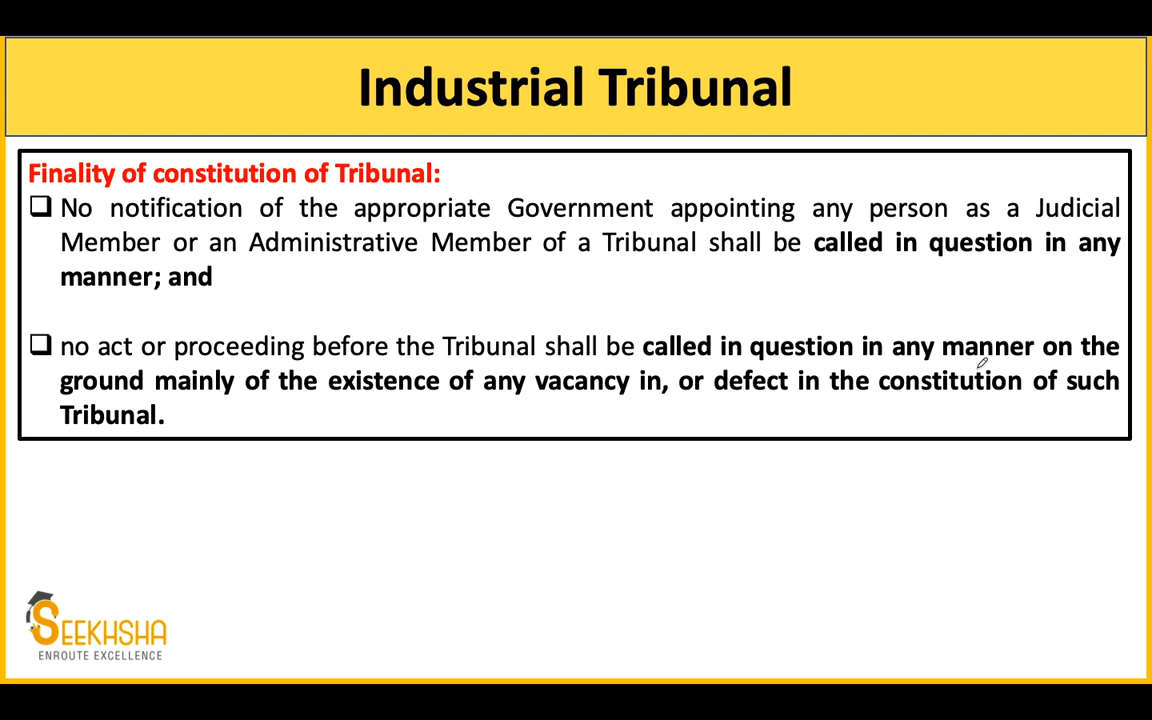 Industrial Tribunal
Finality of constitution of Tribunal:
No notification of the appropriate Government appointing any person as a Judicial
Member or an Administrative Member of a Tribunal shall be called in question in any
manner; and
no act or proceeding before the Tribunal shall be called in question in any manner on the
ground mainly of the existence of any vacancy in, or defect in the constitution of such
Tribunal.
SEEKHSHA
ENROUTE EXCELLENCE